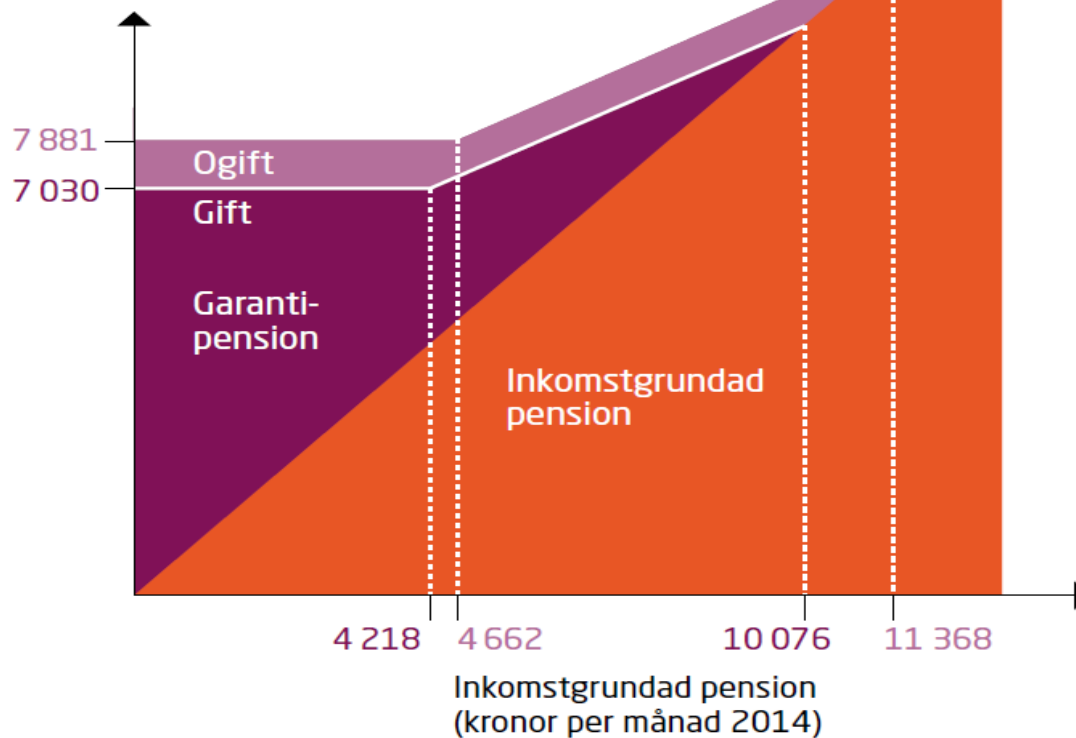 7 881
7 030
Ogift
Gift
Garanti-
pension
Inkomstgrundad
pension
4 218
4 662
10 076
11 368
Inkomstgrundad pension
(kronor per månad 2014)